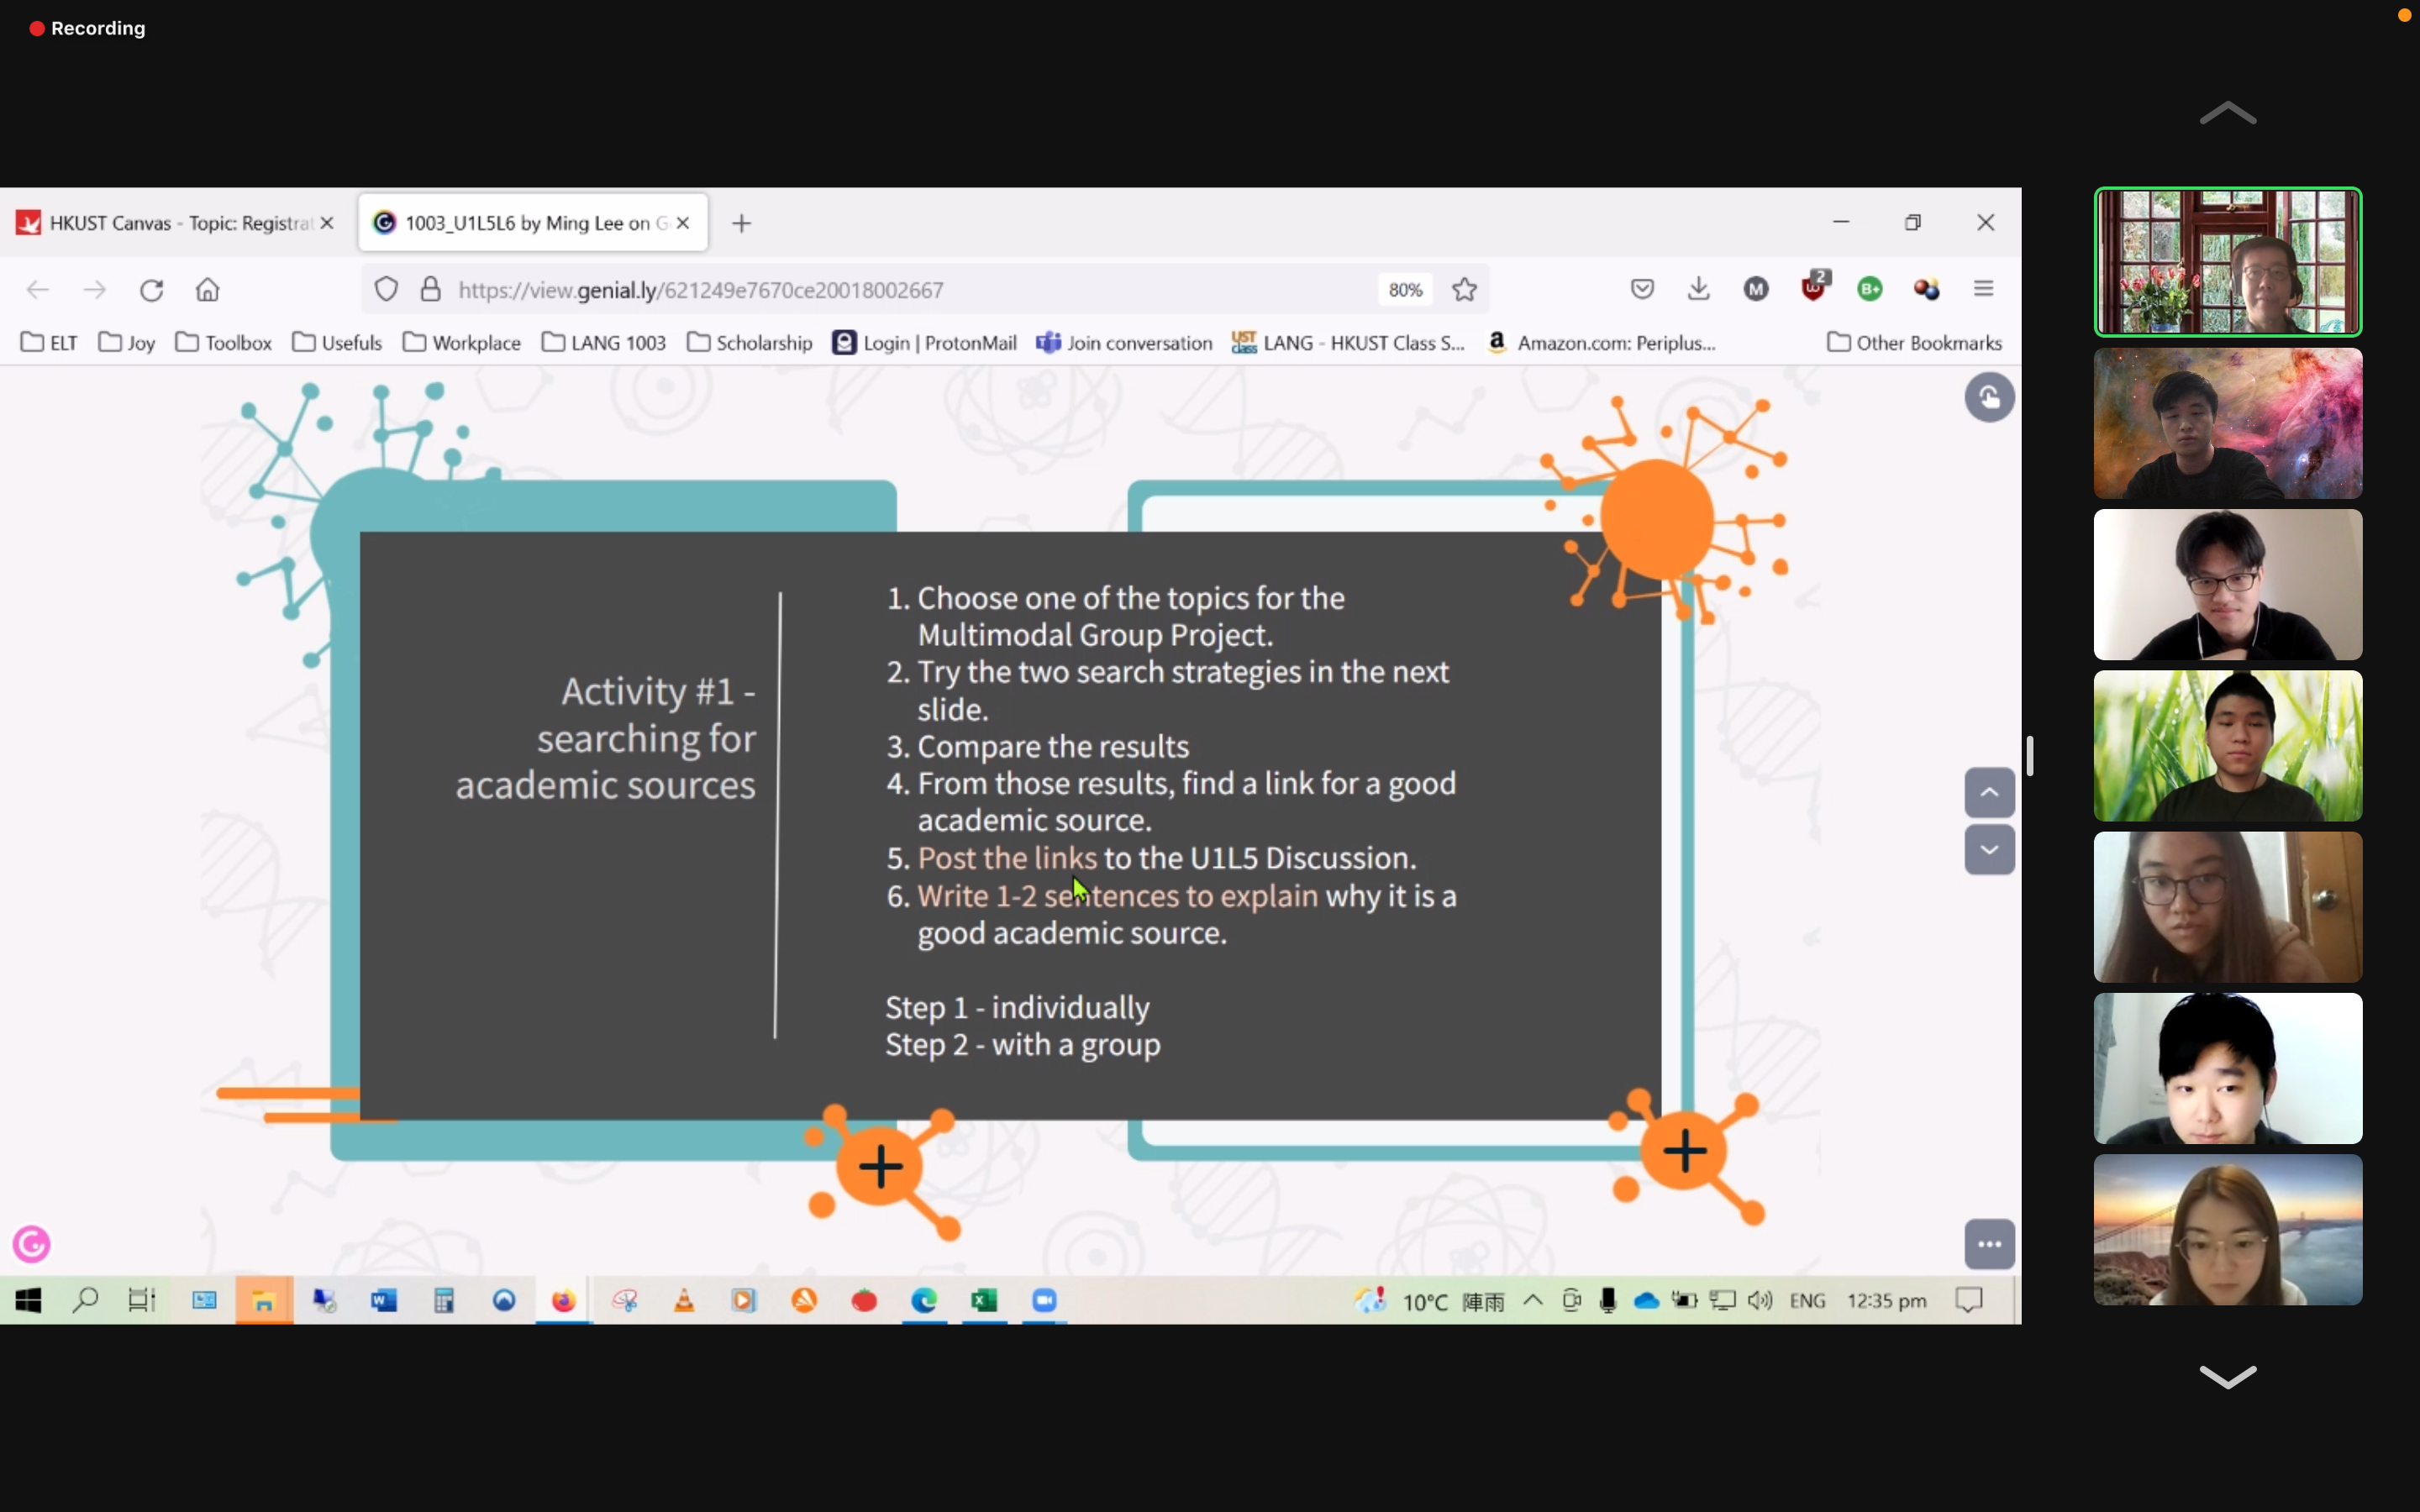 Recording
HKUST Canvas - Topic: Registrat
1003_U1L5L6 by Ming Lee on G
https://view.genial.ly/621249e7670ce20018002667
80%
M
2
B+
ELT
Joy
Toolbox
Usefuls
Workplace
LANG 1003
Scholarship
Login | ProtonMail
Join conversation
UST class
LANG - HKUST Class S...
a
Amazon.com: Periplus...
Other Bookmarks
Activity #1 -
searching for
academic sources
1. Choose one of the topics for the
Multimodal Group Project.
2. Try the two search strategies in the next
slide.
3. Compare the results
4. From those results, find a link for a good
academic source.
5. Post the links to the U1L5 Discussion.
6. Write 1-2 sentences to explain why it is a
good academic source.
Step 1 - individually
Step 2 - with a group
10°C 陣雨
ENG
12:35 pm